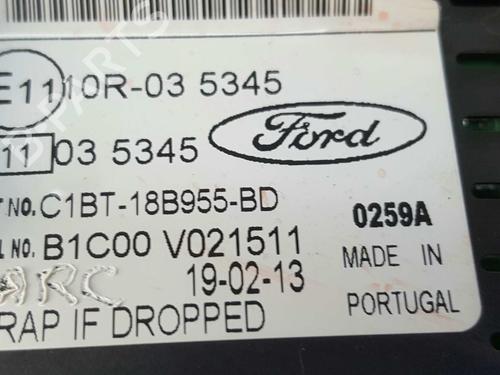 E11 10R-03 5345
11 03 5345
Ford
NO. C1BT-18B955-BD
0259A
NO. B1C00 V021511
19-02-13
MADE IN
PORTUGAL
RAP IF DROPPED